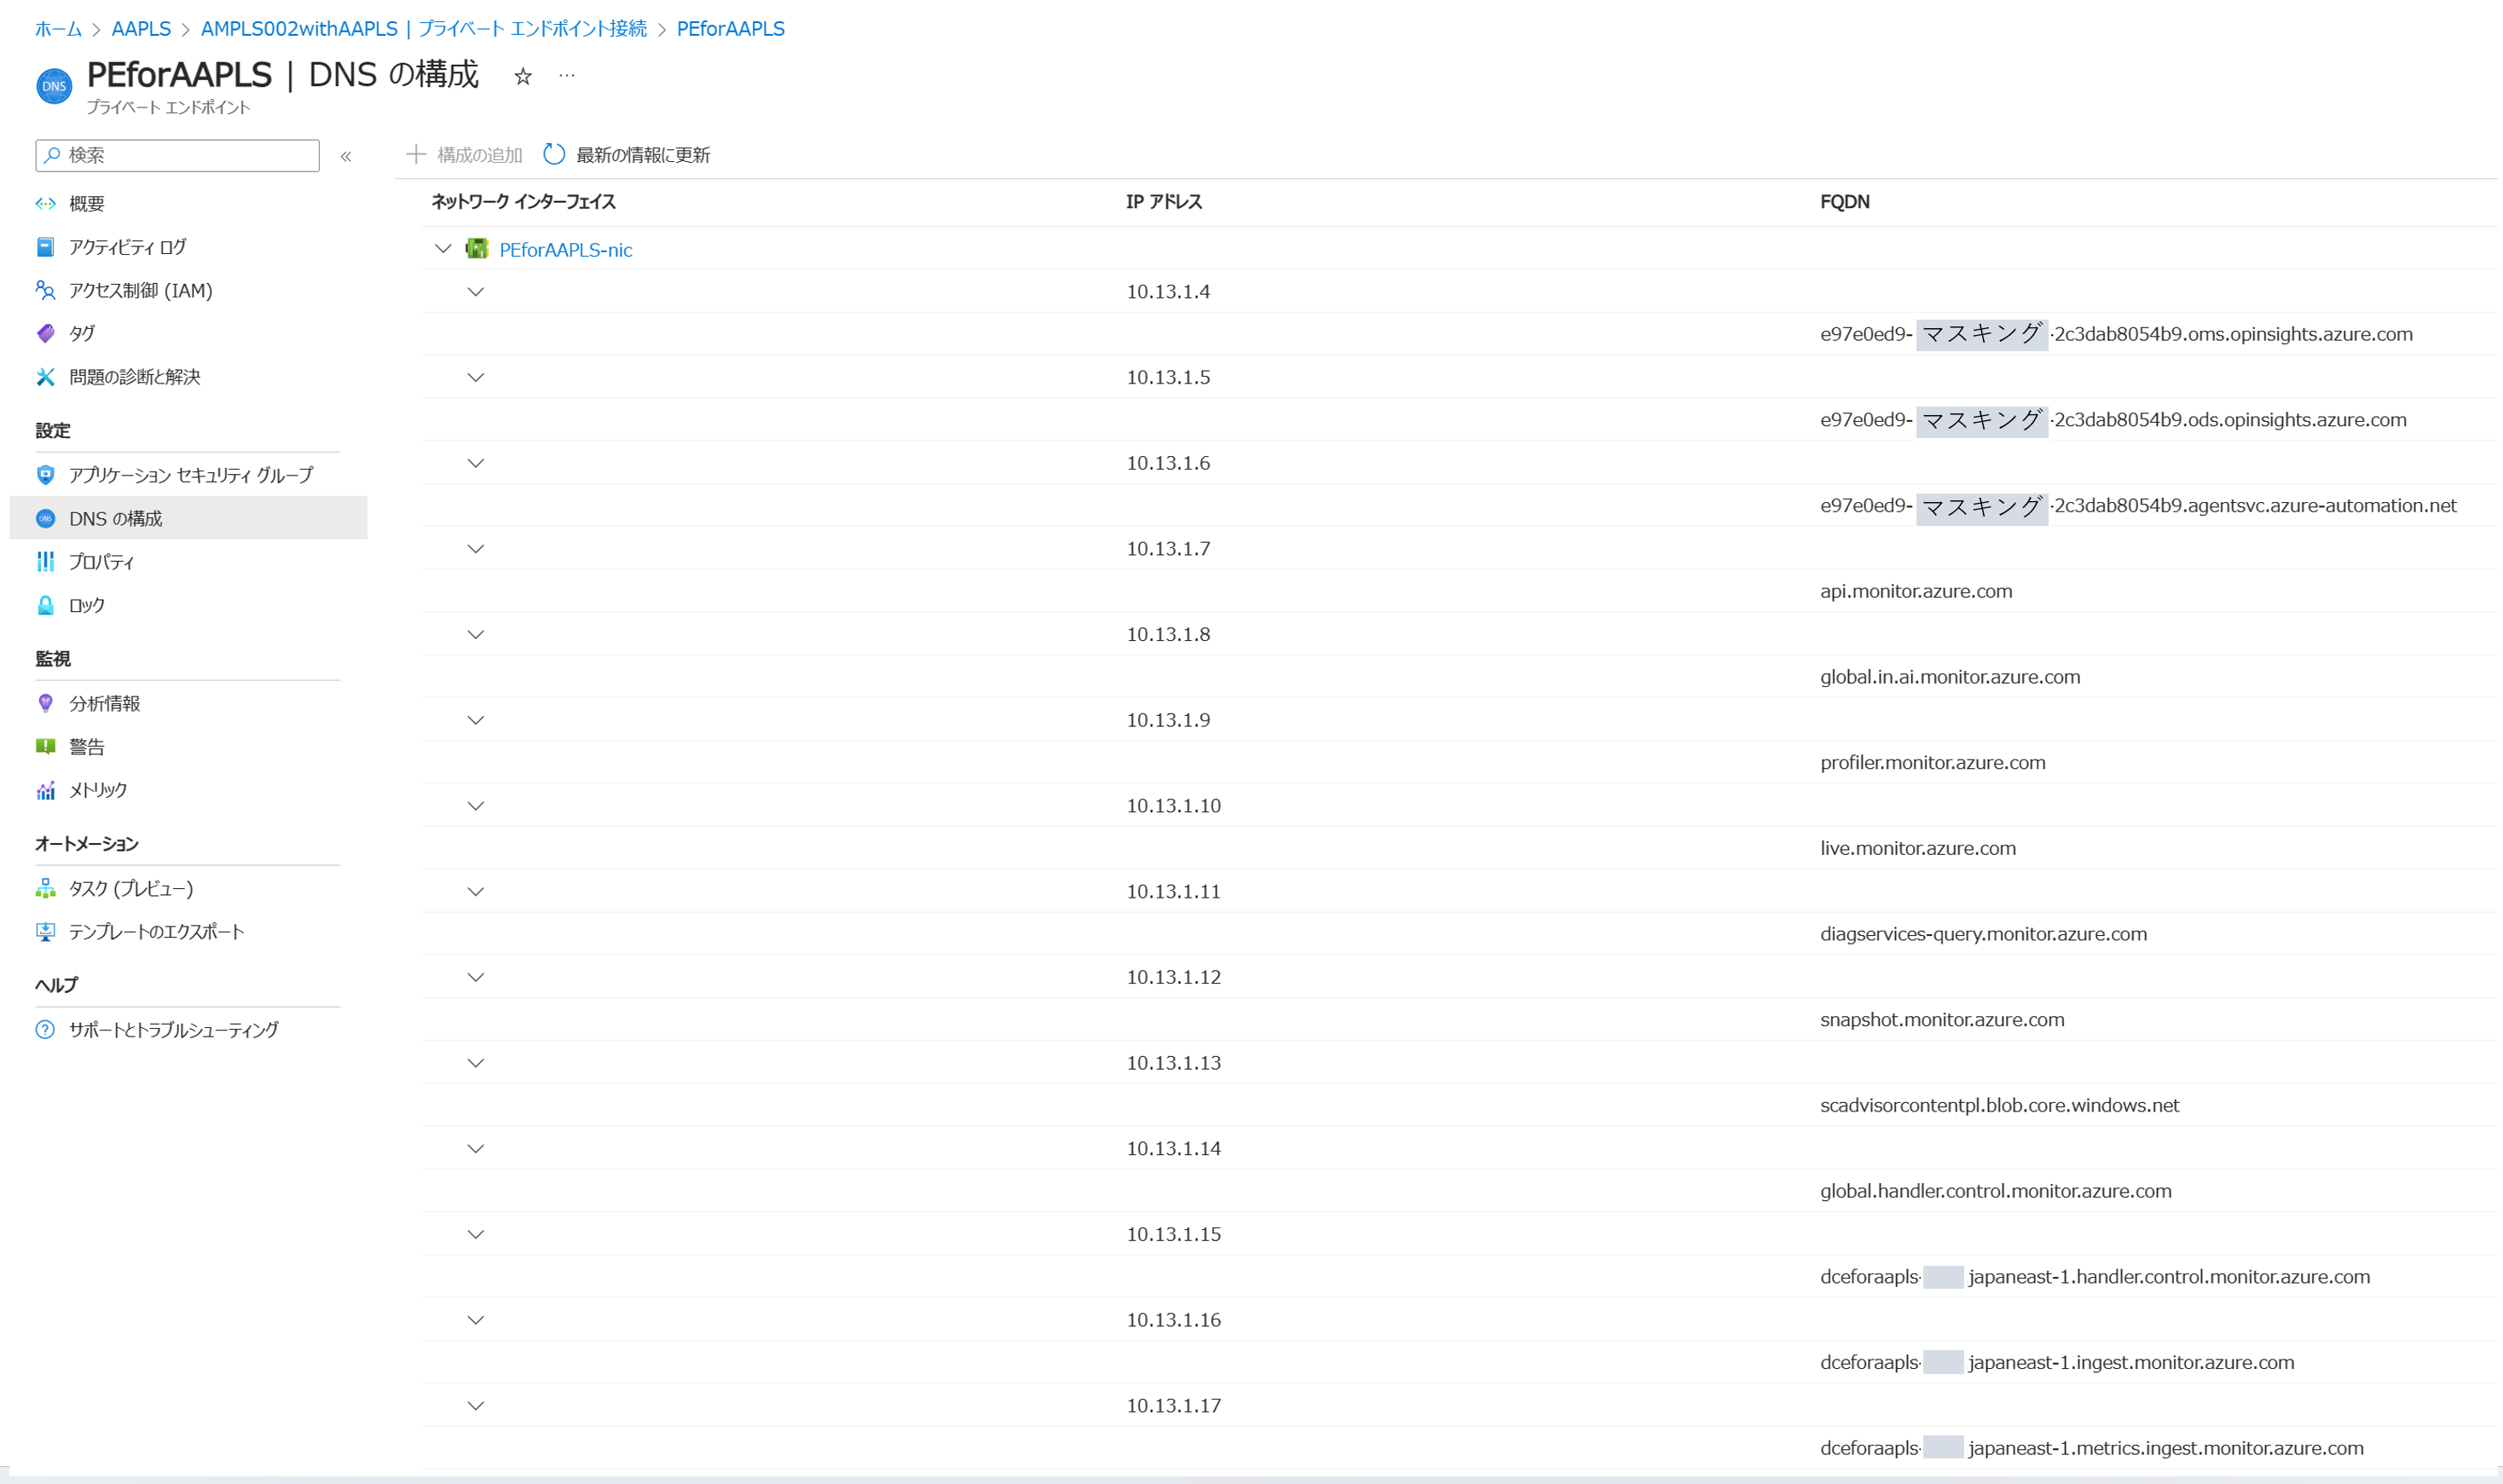 ホーム > AAPLS > AMPLS002withAAPLS | プライベート エンドポイント接続 > PEforAAPLS
DNS
PEforAAPLS | DNS の構成 ☆ …
プライベート エンドポイント
検索 «
概要
アクティビティ ログ
アクセス制御 (IAM)
タグ
問題の診断と解決
設定
アプリケーション セキュリティ グループ
DNS の構成
プロパティ
ロック
監視
分析情報
警告
メトリック
オートメーション
タスク (プレビュー)
テンプレートのエクスポート
ヘルプ
サポートとトラブルシューティング
構成の追加 最新の情報に更新
ネットワーク インターフェイス IP アドレス FQDN
PEforAAPLS-nic
10.13.1.4
e97e0ed9- マスキング -2c3dab8054b9.oms.opinsights.azure.com
10.13.1.5
e97e0ed9- マスキング -2c3dab8054b9.ods.opinsights.azure.com
10.13.1.6
e97e0ed9- マスキング -2c3dab8054b9.agentsvc.azure-automation.net
10.13.1.7
api.monitor.azure.com
10.13.1.8
global.in.ai.monitor.azure.com
10.13.1.9
profiler.monitor.azure.com
10.13.1.10
live.monitor.azure.com
10.13.1.11
diagservices-query.monitor.azure.com
10.13.1.12
snapshot.monitor.azure.com
10.13.1.13
scadvisorcontentpl.blob.core.windows.net
10.13.1.14
global.handler.control.monitor.azure.com
10.13.1.15
dceforaapls- japaneast-1.handler.control.monitor.azure.com
10.13.1.16
dceforaapls- japaneast-1.ingest.monitor.azure.com
10.13.1.17
dceforaapls- japaneast-1.metrics.ingest.monitor.azure.com